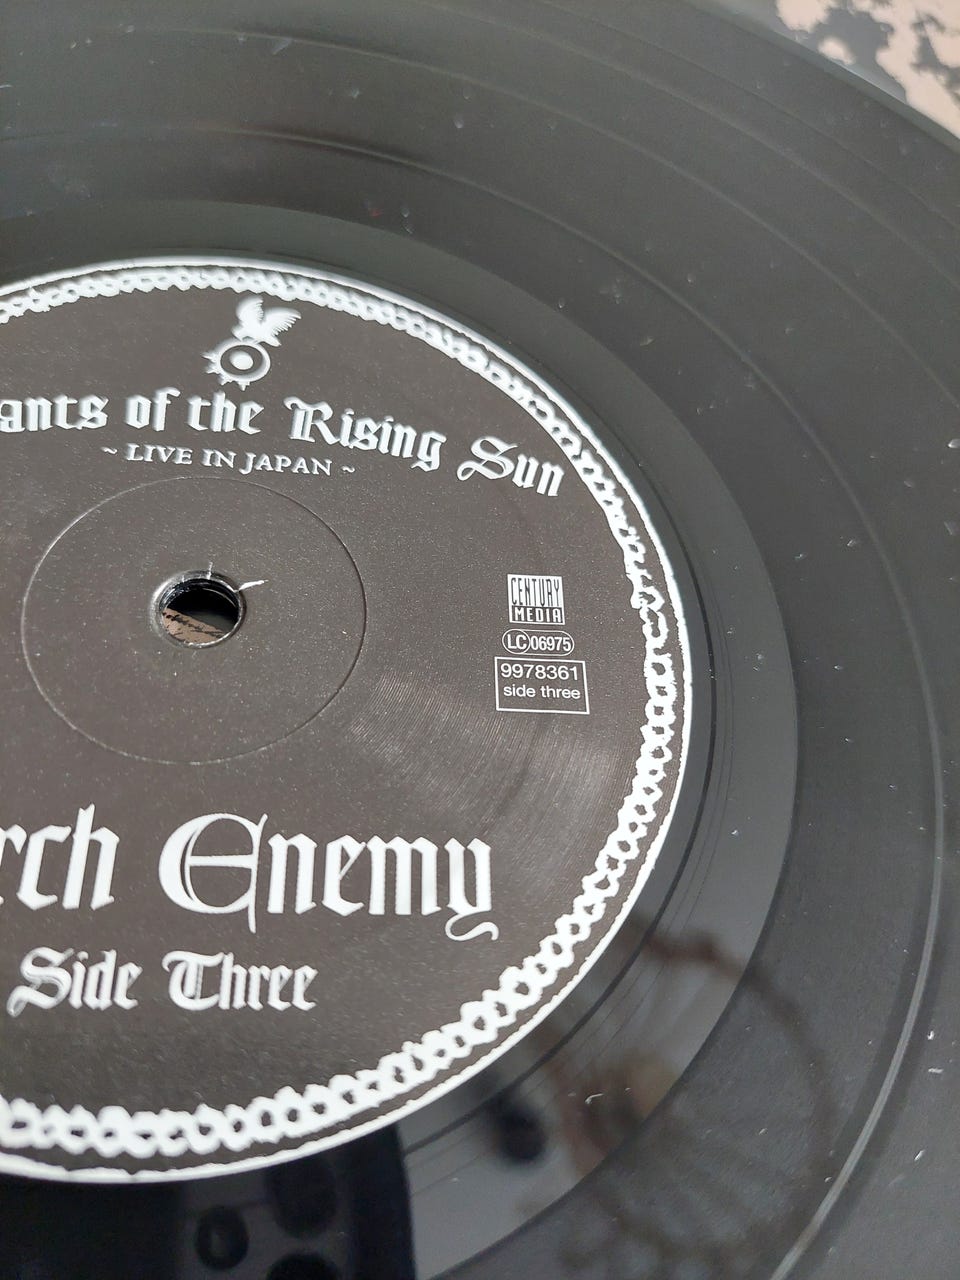 ants of the Rising Sun
~ LIVE IN JAPAN ~
CENTURY
MEDIA
LC 06975
9978361
side three
rch Enemy
Side Three